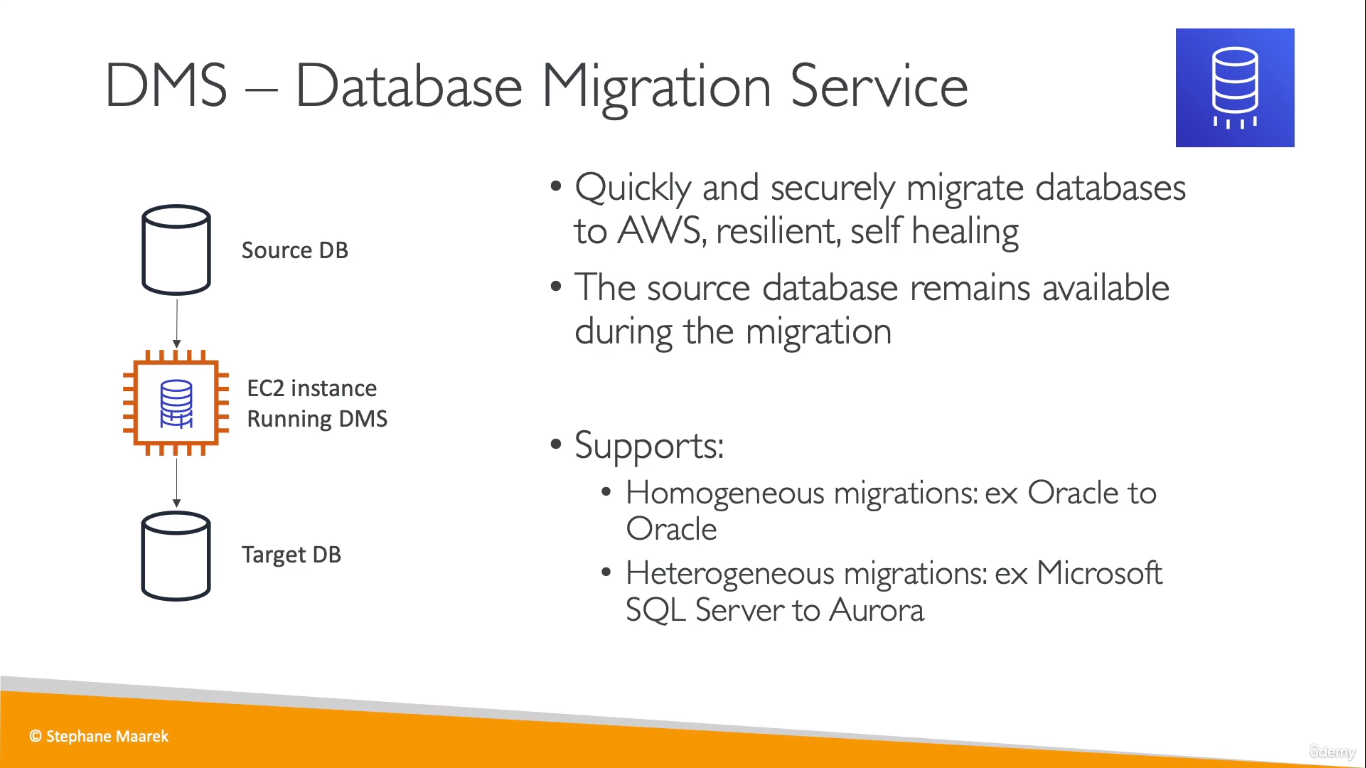 DMS – Database Migration Service
Source DB
EC2 instance
Running DMS
Target DB
• Quickly and securely migrate databases
to AWS, resilient, self healing
• The source database remains available
during the migration
• Supports:
• Homogeneous migrations: ex Oracle to
Oracle
• Heterogeneous migrations: ex Microsoft
SQL Server to Aurora
© Stephane Maarek
ûdemy